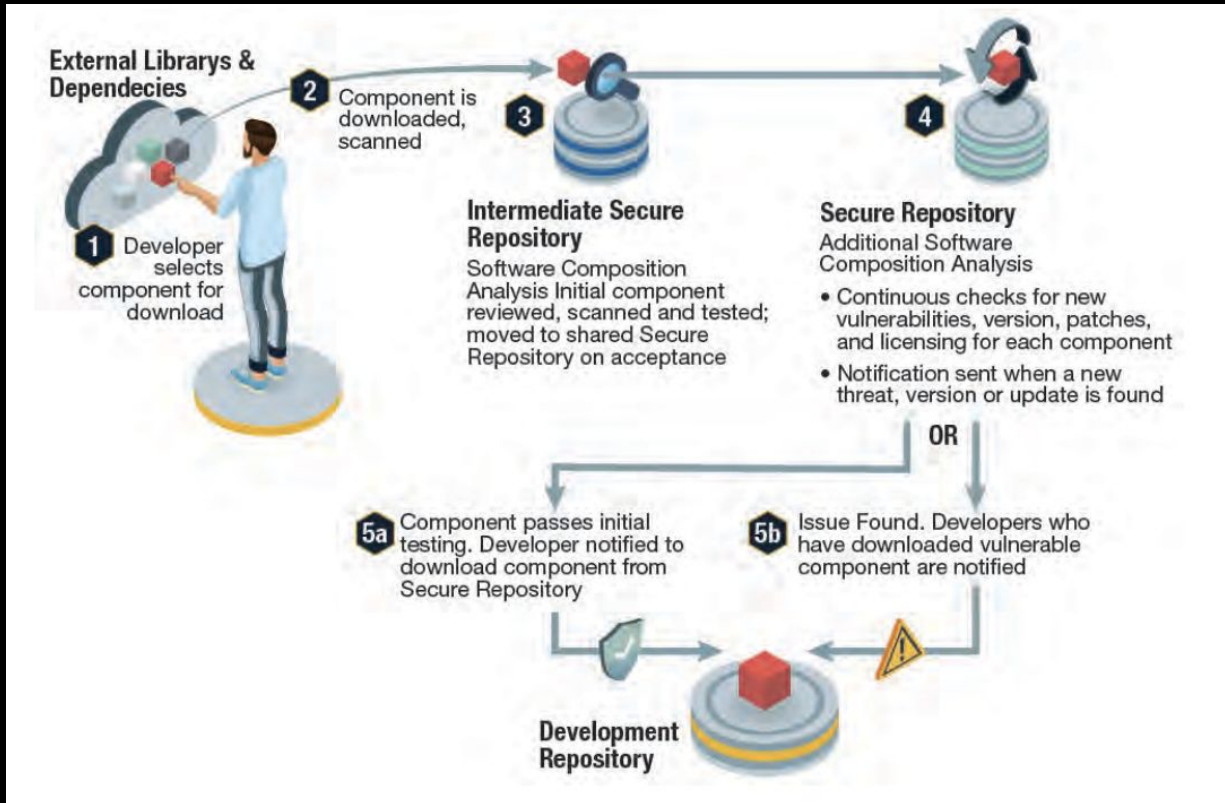 External Librarys &
Dependecies
1
Developer
selects
component for
download
2
Component is
downloaded,
scanned
3
Intermediate Secure
Repository
Software Composition
Analysis Initial component
reviewed, scanned and tested;
moved to shared Secure
Repository on acceptance
4
Secure Repository
Additional Software
Composition Analysis
• Continuous checks for new
vulnerabilities, version, patches,
and licensing for each component
• Notification sent when a new
threat, version or update is found
OR
5a
Component passes initial
testing. Developer notified to
download component from
Secure Repository
5b
Issue Found. Developers who
have downloaded vulnerable
component are notified
Development
Repository